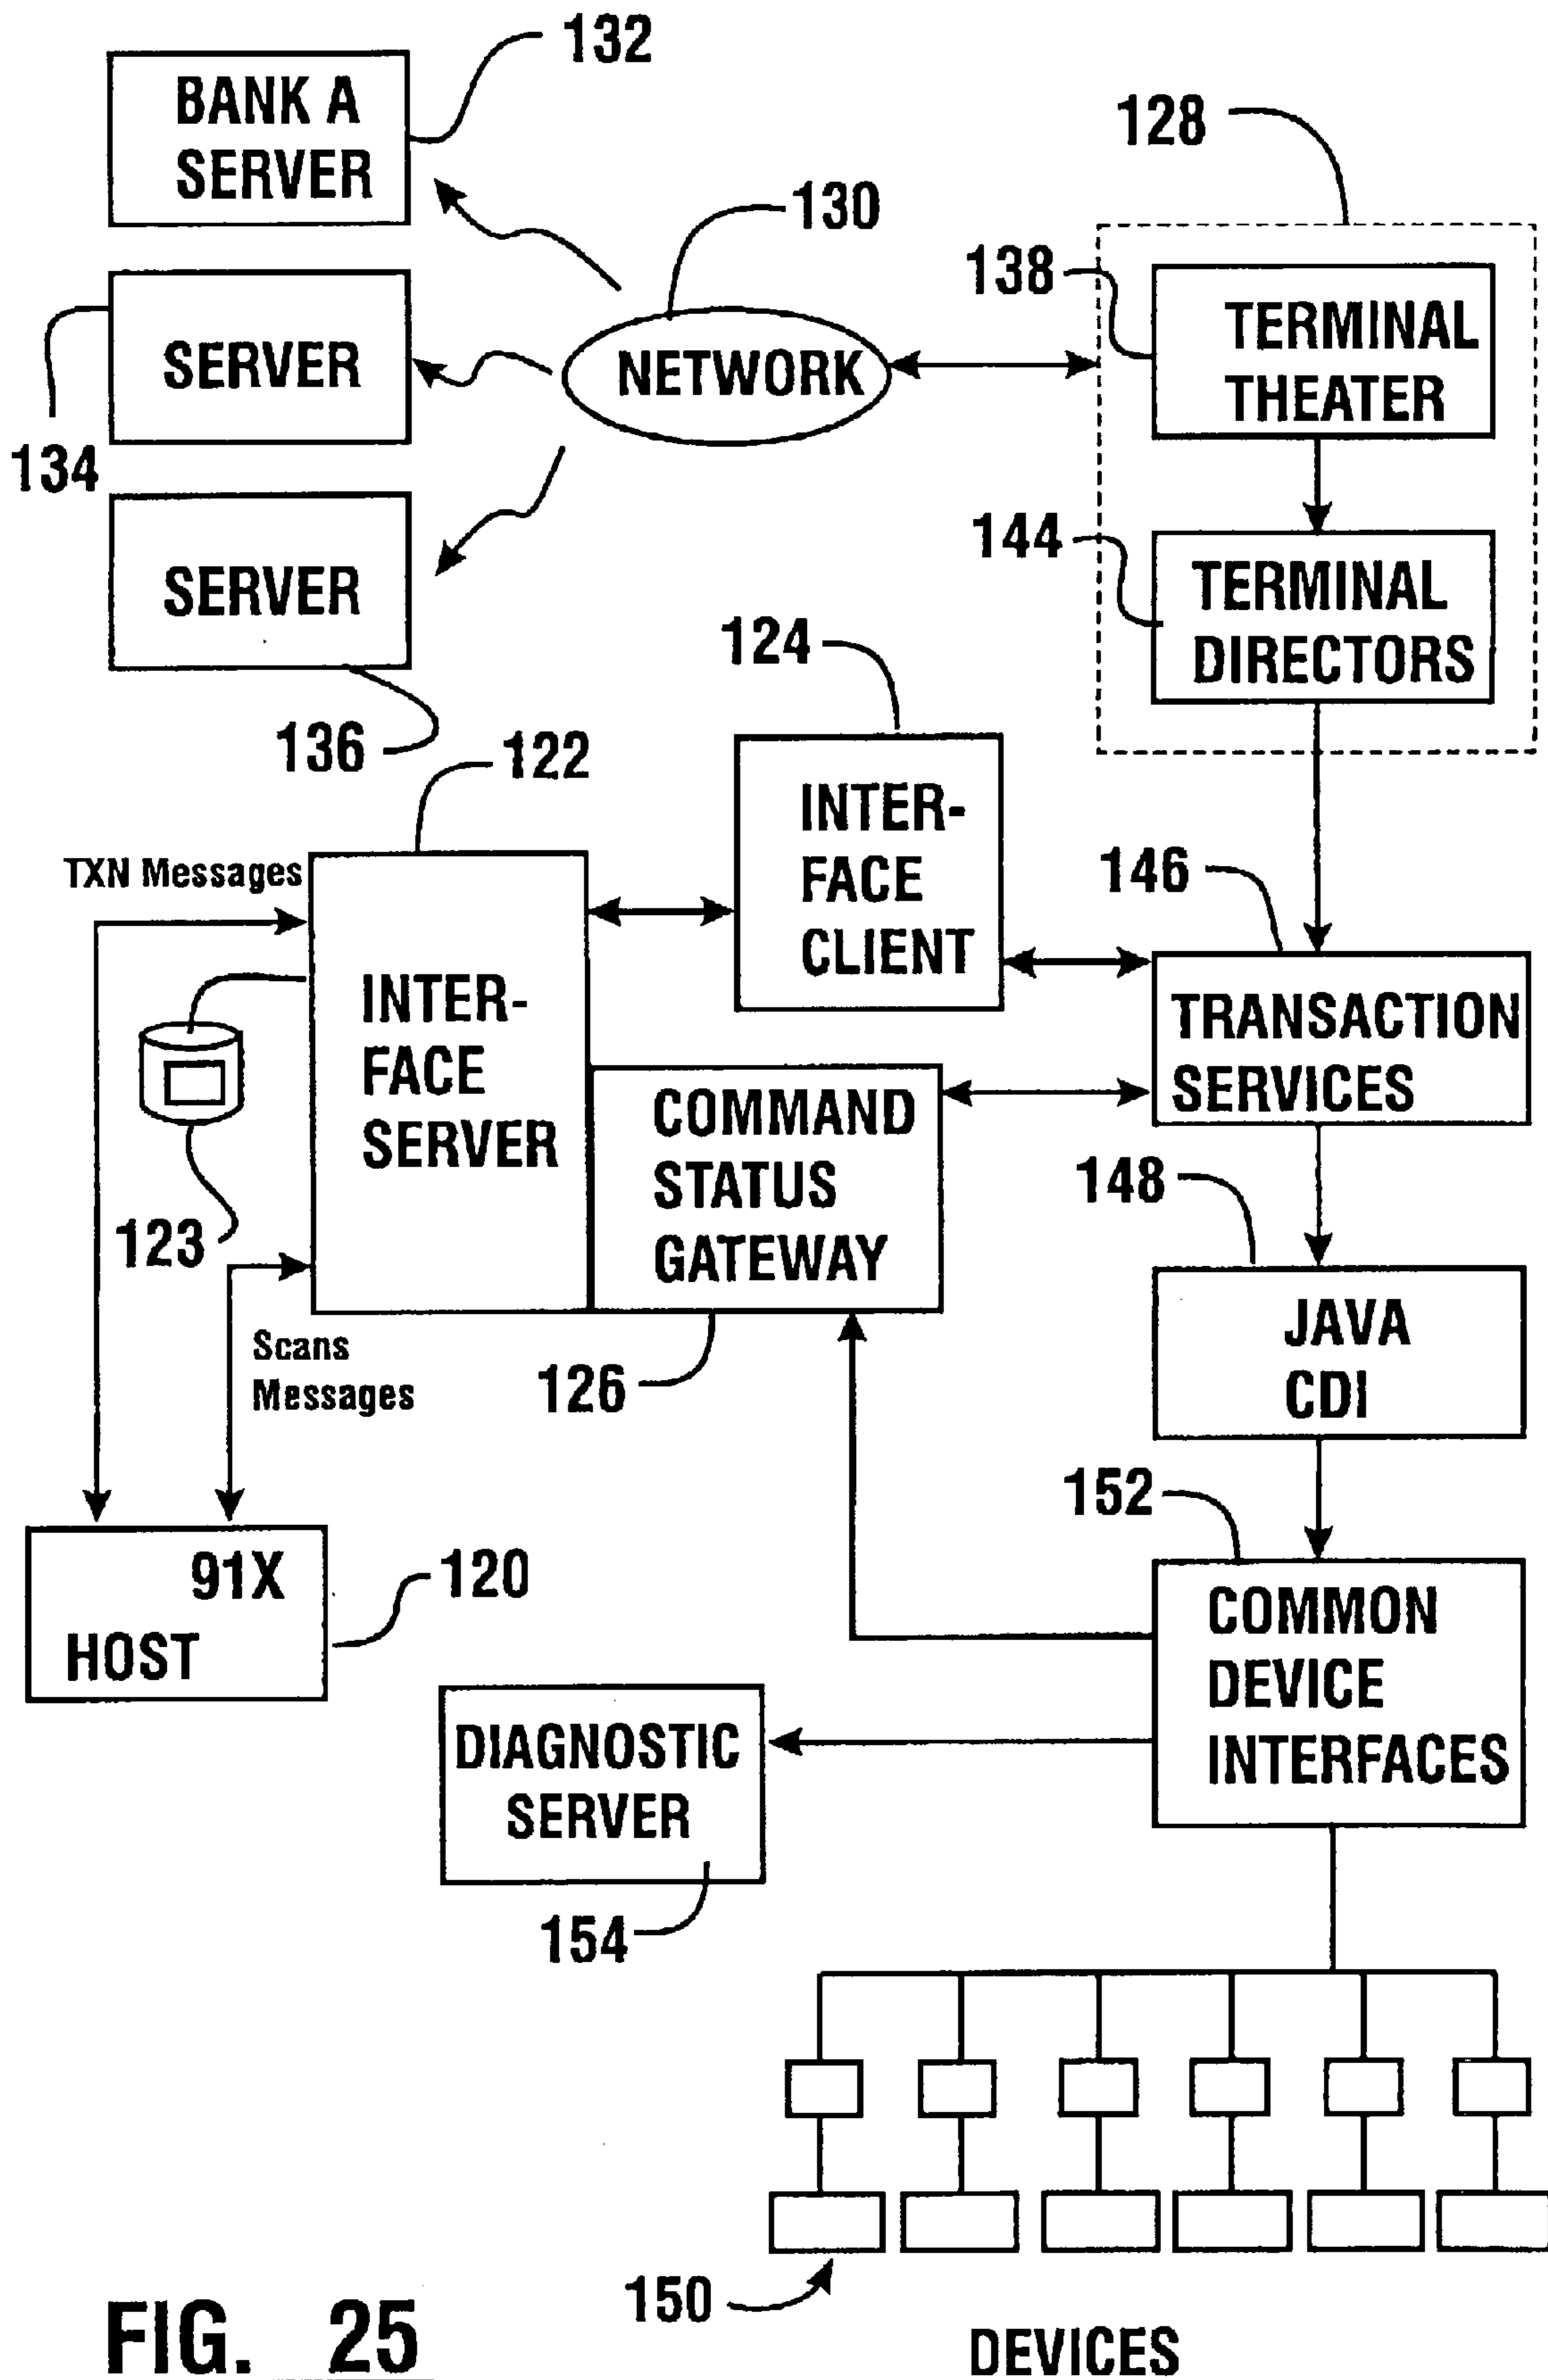 132
BANK A
SERVER
128
130
138
TERMINAL
THEATER
SERVER
NETWORK
134
144
TERMINAL
DIRECTORS
SERVER
124
136
122
INTER-
FACE
CLIENT
146
TXN Messages
INTER-
FACE
SERVER
TRANSACTION
SERVICES
COMMAND
STATUS
GATEWAY
148
123
JAVA
CDI
Scans
Messages
126
152
91X
HOST
120
COMMON
DEVICE
INTERFACES
DIAGNOSTIC
SERVER
154
150
DEVICES
FIG. 25